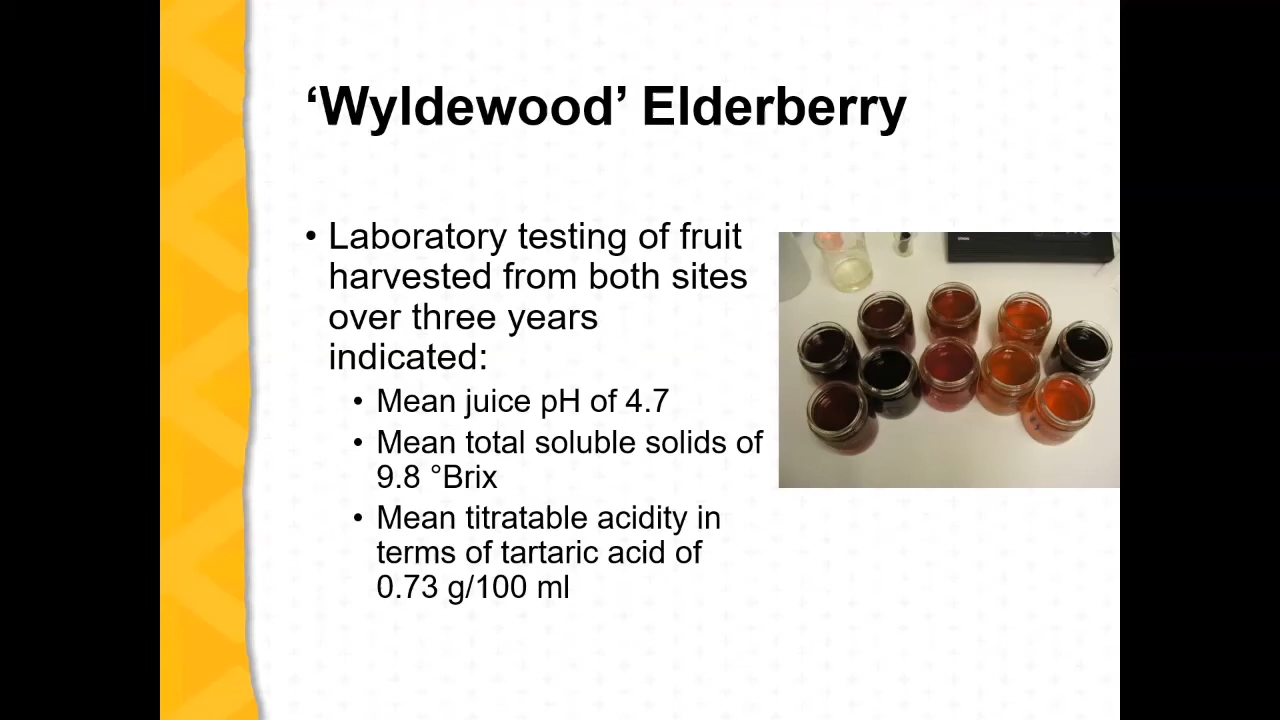 ‘Wyldewood’ Elderberry
• Laboratory testing of fruit
harvested from both sites
over three years
indicated:
• Mean juice pH of 4.7
• Mean total soluble solids of
9.8 °Brix
• Mean titratable acidity in
terms of tartaric acid of
0.73 g/100 ml